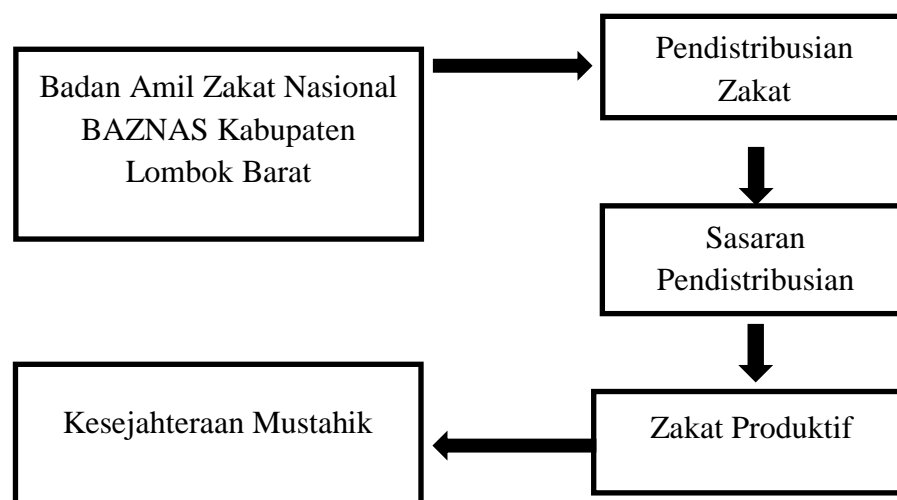 Badan Amil Zakat Nasional
BAZNAS Kabupaten
Lombok Barat
Pendistribusian
Zakat
Sasaran
Pendistribusian
Zakat Produktif
Kesejahteraan Mustahik